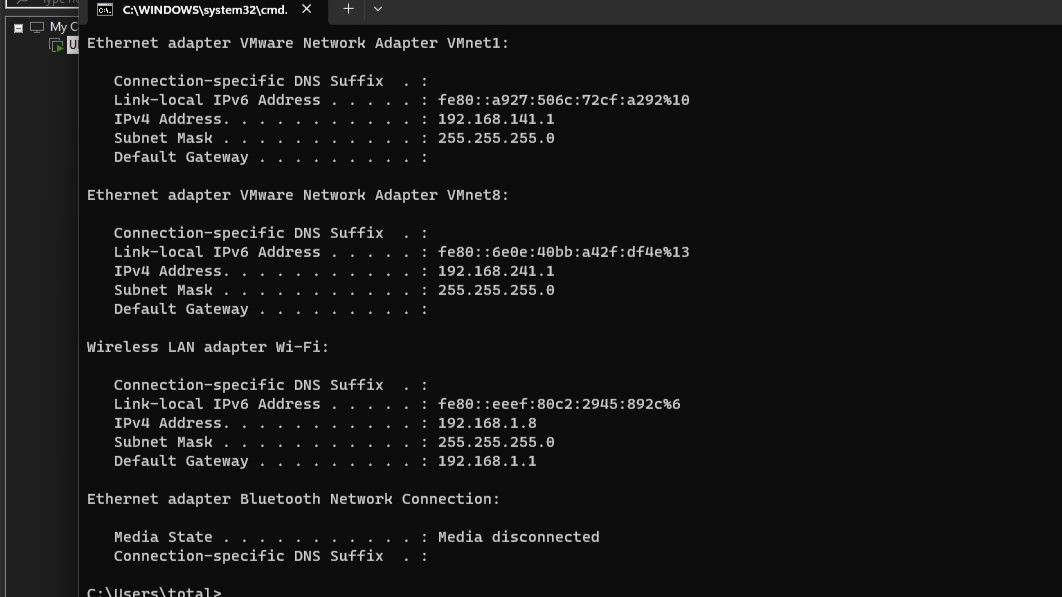 C:\WINDOWS\system32\cmd.
My C
Ethernet adapter VMware Network Adapter VMnet1:
Connection-specific DNS Suffix . :
Link-local IPv6 Address . . . . . : fe80::a927:506c:72cf:a292%10
IPv4 Address. . . . . . . . . . . : 192.168.141.1
Subnet Mask . . . . . . . . . . . : 255.255.255.0
Default Gateway . . . . . . . . . :
Ethernet adapter VMware Network Adapter VMnet8:
Connection-specific DNS Suffix . :
Link-local IPv6 Address . . . . . : fe80::6e0e:40bb:a42f:df4e%13
IPv4 Address. . . . . . . . . . . : 192.168.241.1
Subnet Mask . . . . . . . . . . . : 255.255.255.0
Default Gateway . . . . . . . . . :
Wireless LAN adapter Wi-Fi:
Connection-specific DNS Suffix . :
Link-local IPv6 Address . . . . . : fe80::eeef:80c2:2945:892c%6
IPv4 Address. . . . . . . . . . . : 192.168.1.8
Subnet Mask . . . . . . . . . . . : 255.255.255.0
Default Gateway . . . . . . . . . : 192.168.1.1
Ethernet adapter Bluetooth Network Connection:
Media State . . . . . . . . . . . : Media disconnected
Connection-specific DNS Suffix . :
C:\Users\total>